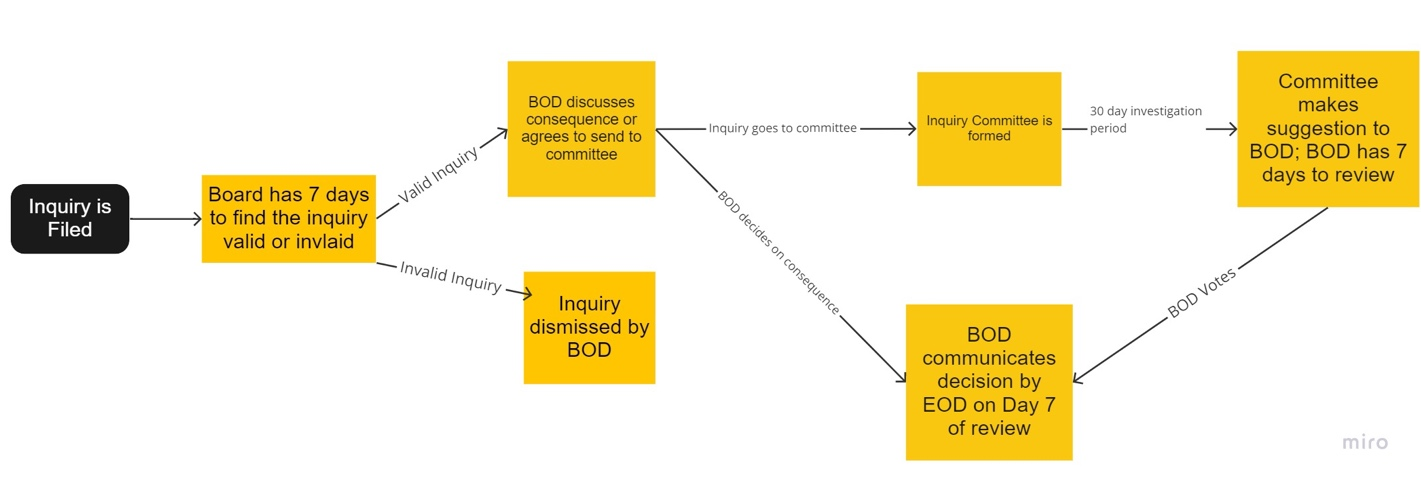 Inquiry is
Filed
Board has 7 days
to find the inquiry
valid or invlaid
Valid Inquiry
Invalid Inquiry
BOD discusses
consequence or
agrees to send to
committee
Inquiry
dismissed by
BOD
Inquiry goes to committee
BOD decides on consequence
Inquiry Committee is
formed
30 day investigation
period
Committee
makes
suggestion to
BOD; BOD has 7
days to review
BOD Votes
BOD
communicates
decision by
EOD on Day 7
of review
miro